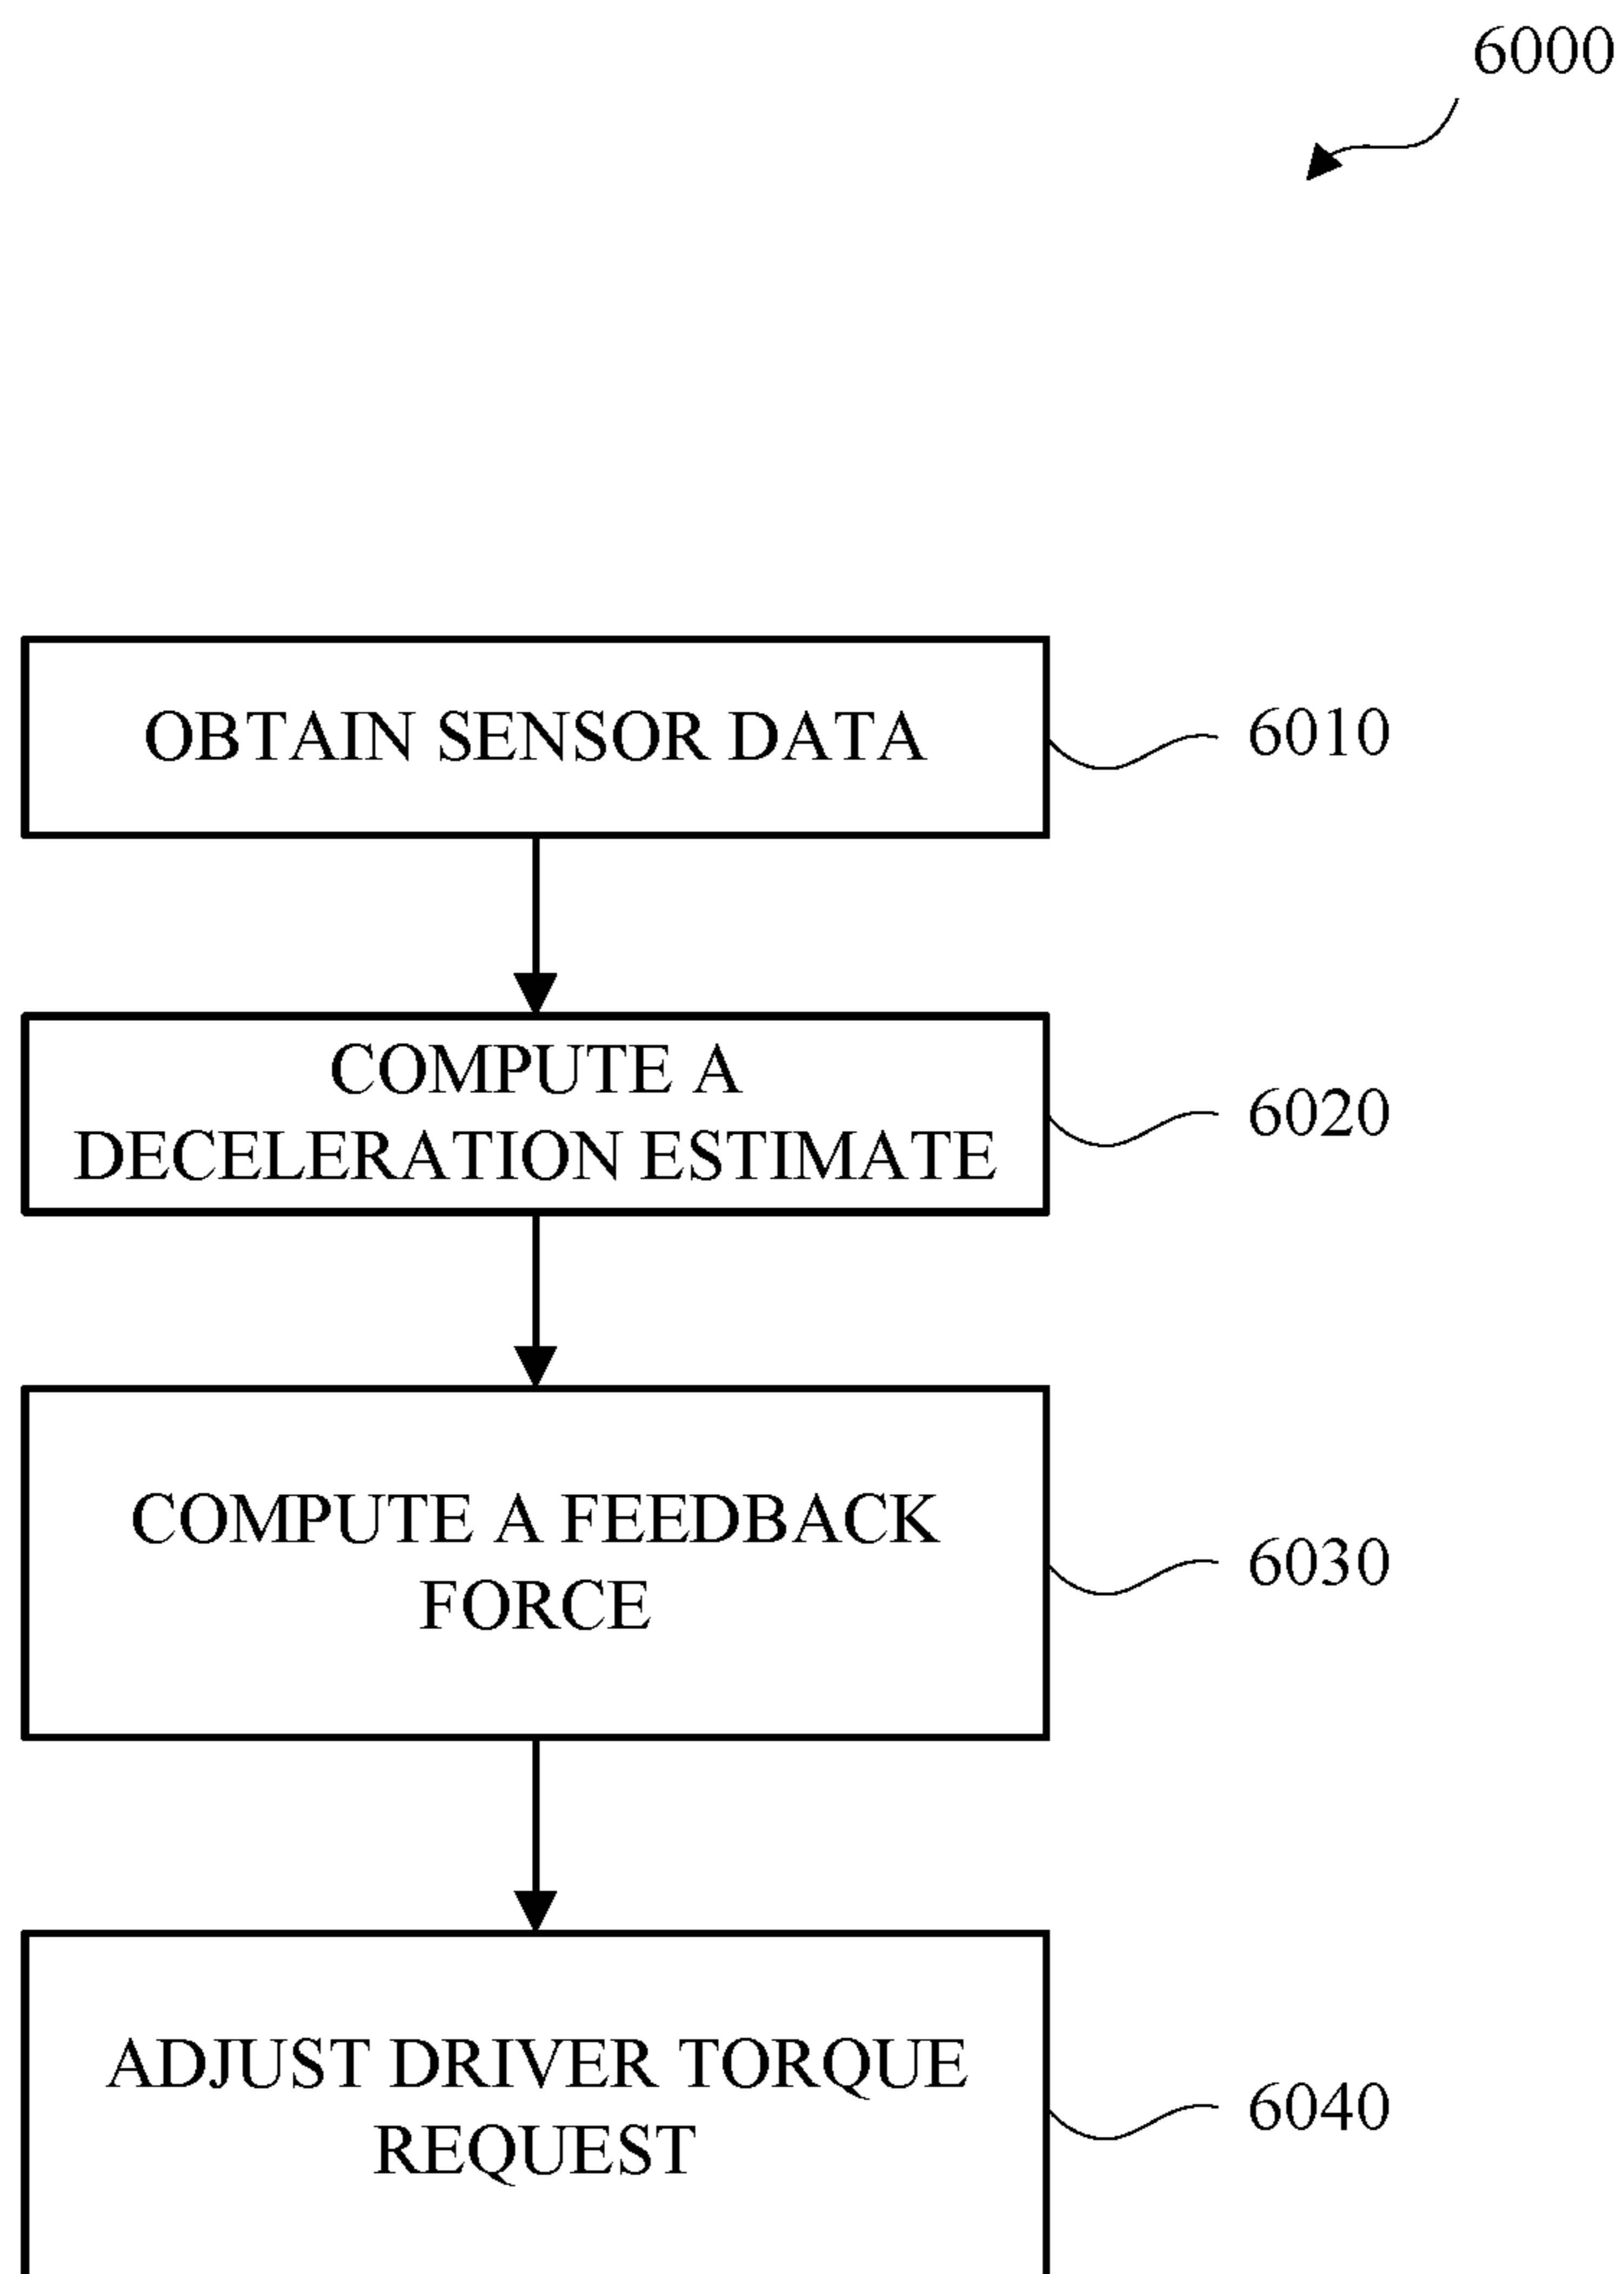 6000
OBTAIN SENSOR DATA
6010
COMPUTE A
DECELERATION ESTIMATE
6020
COMPUTE A FEEDBACK
FORCE
6030
ADJUST DRIVER TORQUE
REQUEST
6040